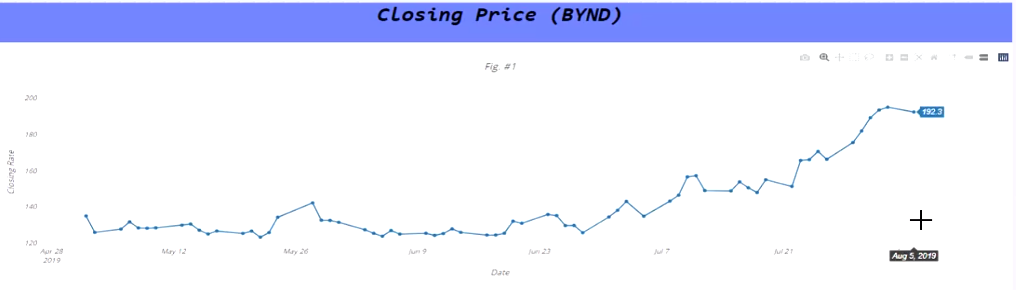 Closing Price (BYND)
Fig. #1
200
180
160
140
120
Closing Rate
192.3
Apr 28
2019
May 12
May 26
Jun 9
Jun 23
Jul 7
Jul 21
Aug 5, 2019
Date